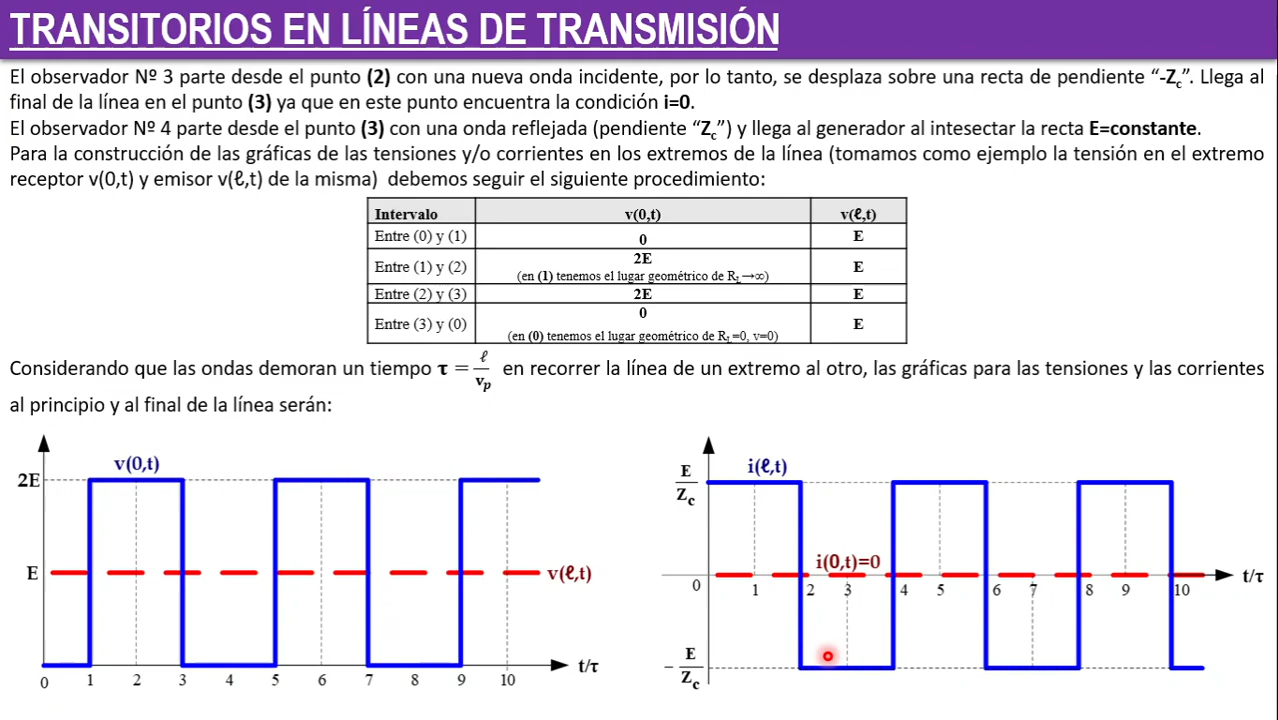 TRANSITORIOS EN LÍNEAS DE TRANSMISIÓN
El observador Nº 3 parte desde el punto (2) con una nueva onda incidente, por lo tanto, se desplaza sobre una recta de pendiente “-Zc”. Llega al
final de la línea en el punto (3) ya que en este punto encuentra la condición i=0.
El observador Nº 4 parte desde el punto (3) con una onda reflejada (pendiente “Zc”) y llega al generador al intesectar la recta E=constante.
Para la construcción de las gráficas de las tensiones y/o corrientes en los extremos de la línea (tomamos como ejemplo la tensión en el extremo
receptor v(0,t) y emisor v(ℓ,t) de la misma) debemos seguir el siguiente procedimiento:
Intervalo v(0,t) v(ℓ,t)
Entre (0) y (1) 0 E
Entre (1) y (2) 2E E
(en (1) tenemos el lugar geométrico de RL→∞)
Entre (2) y (3) 2E E
Entre (3) y (0) 0 E
(en (0) tenemos el lugar geométrico de RL=0, v=0)
Considerando que las ondas demoran un tiempo τ = ℓ/vp en recorrer la línea de un extremo al otro, las gráficas para las tensiones y las corrientes
al principio y al final de la línea serán:
v(0,t)
2E
E
v(ℓ,t)
t/τ
0 1 2 3 4 5 6 7 8 9 10
E/Zc
i(ℓ,t)
i(0,t)=0
t/τ
0 1 2 3 4 5 6 7 8 9 10
− E/Zc